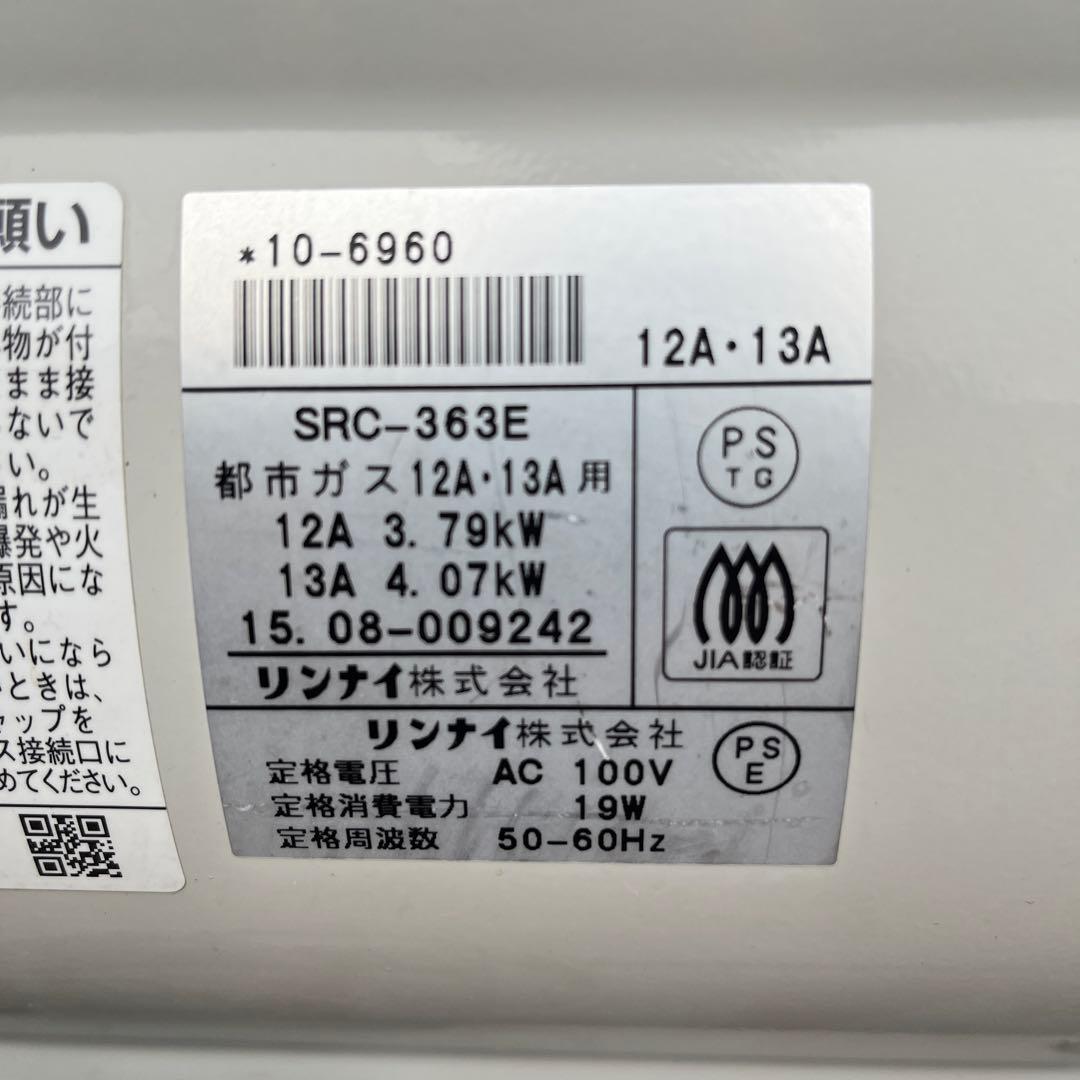 願い
続部に
物が付
まま接
ないで
い。
漏れが生
爆発や火
原因にな
す。
いになら
ときは、
ャップを
ス接続口に
めてください。
*10-6960
12A・13A
SRC-363E
都市ガス12A・13A用
12A 3.79kW
13A 4.07kW
15.08-009242
リンナイ株式会社
PS
TG
JIA認証
リンナイ株式会社
PS
E
定格電圧 AC 100V
定格消費電力 19W
定格周波数 50-60Hz